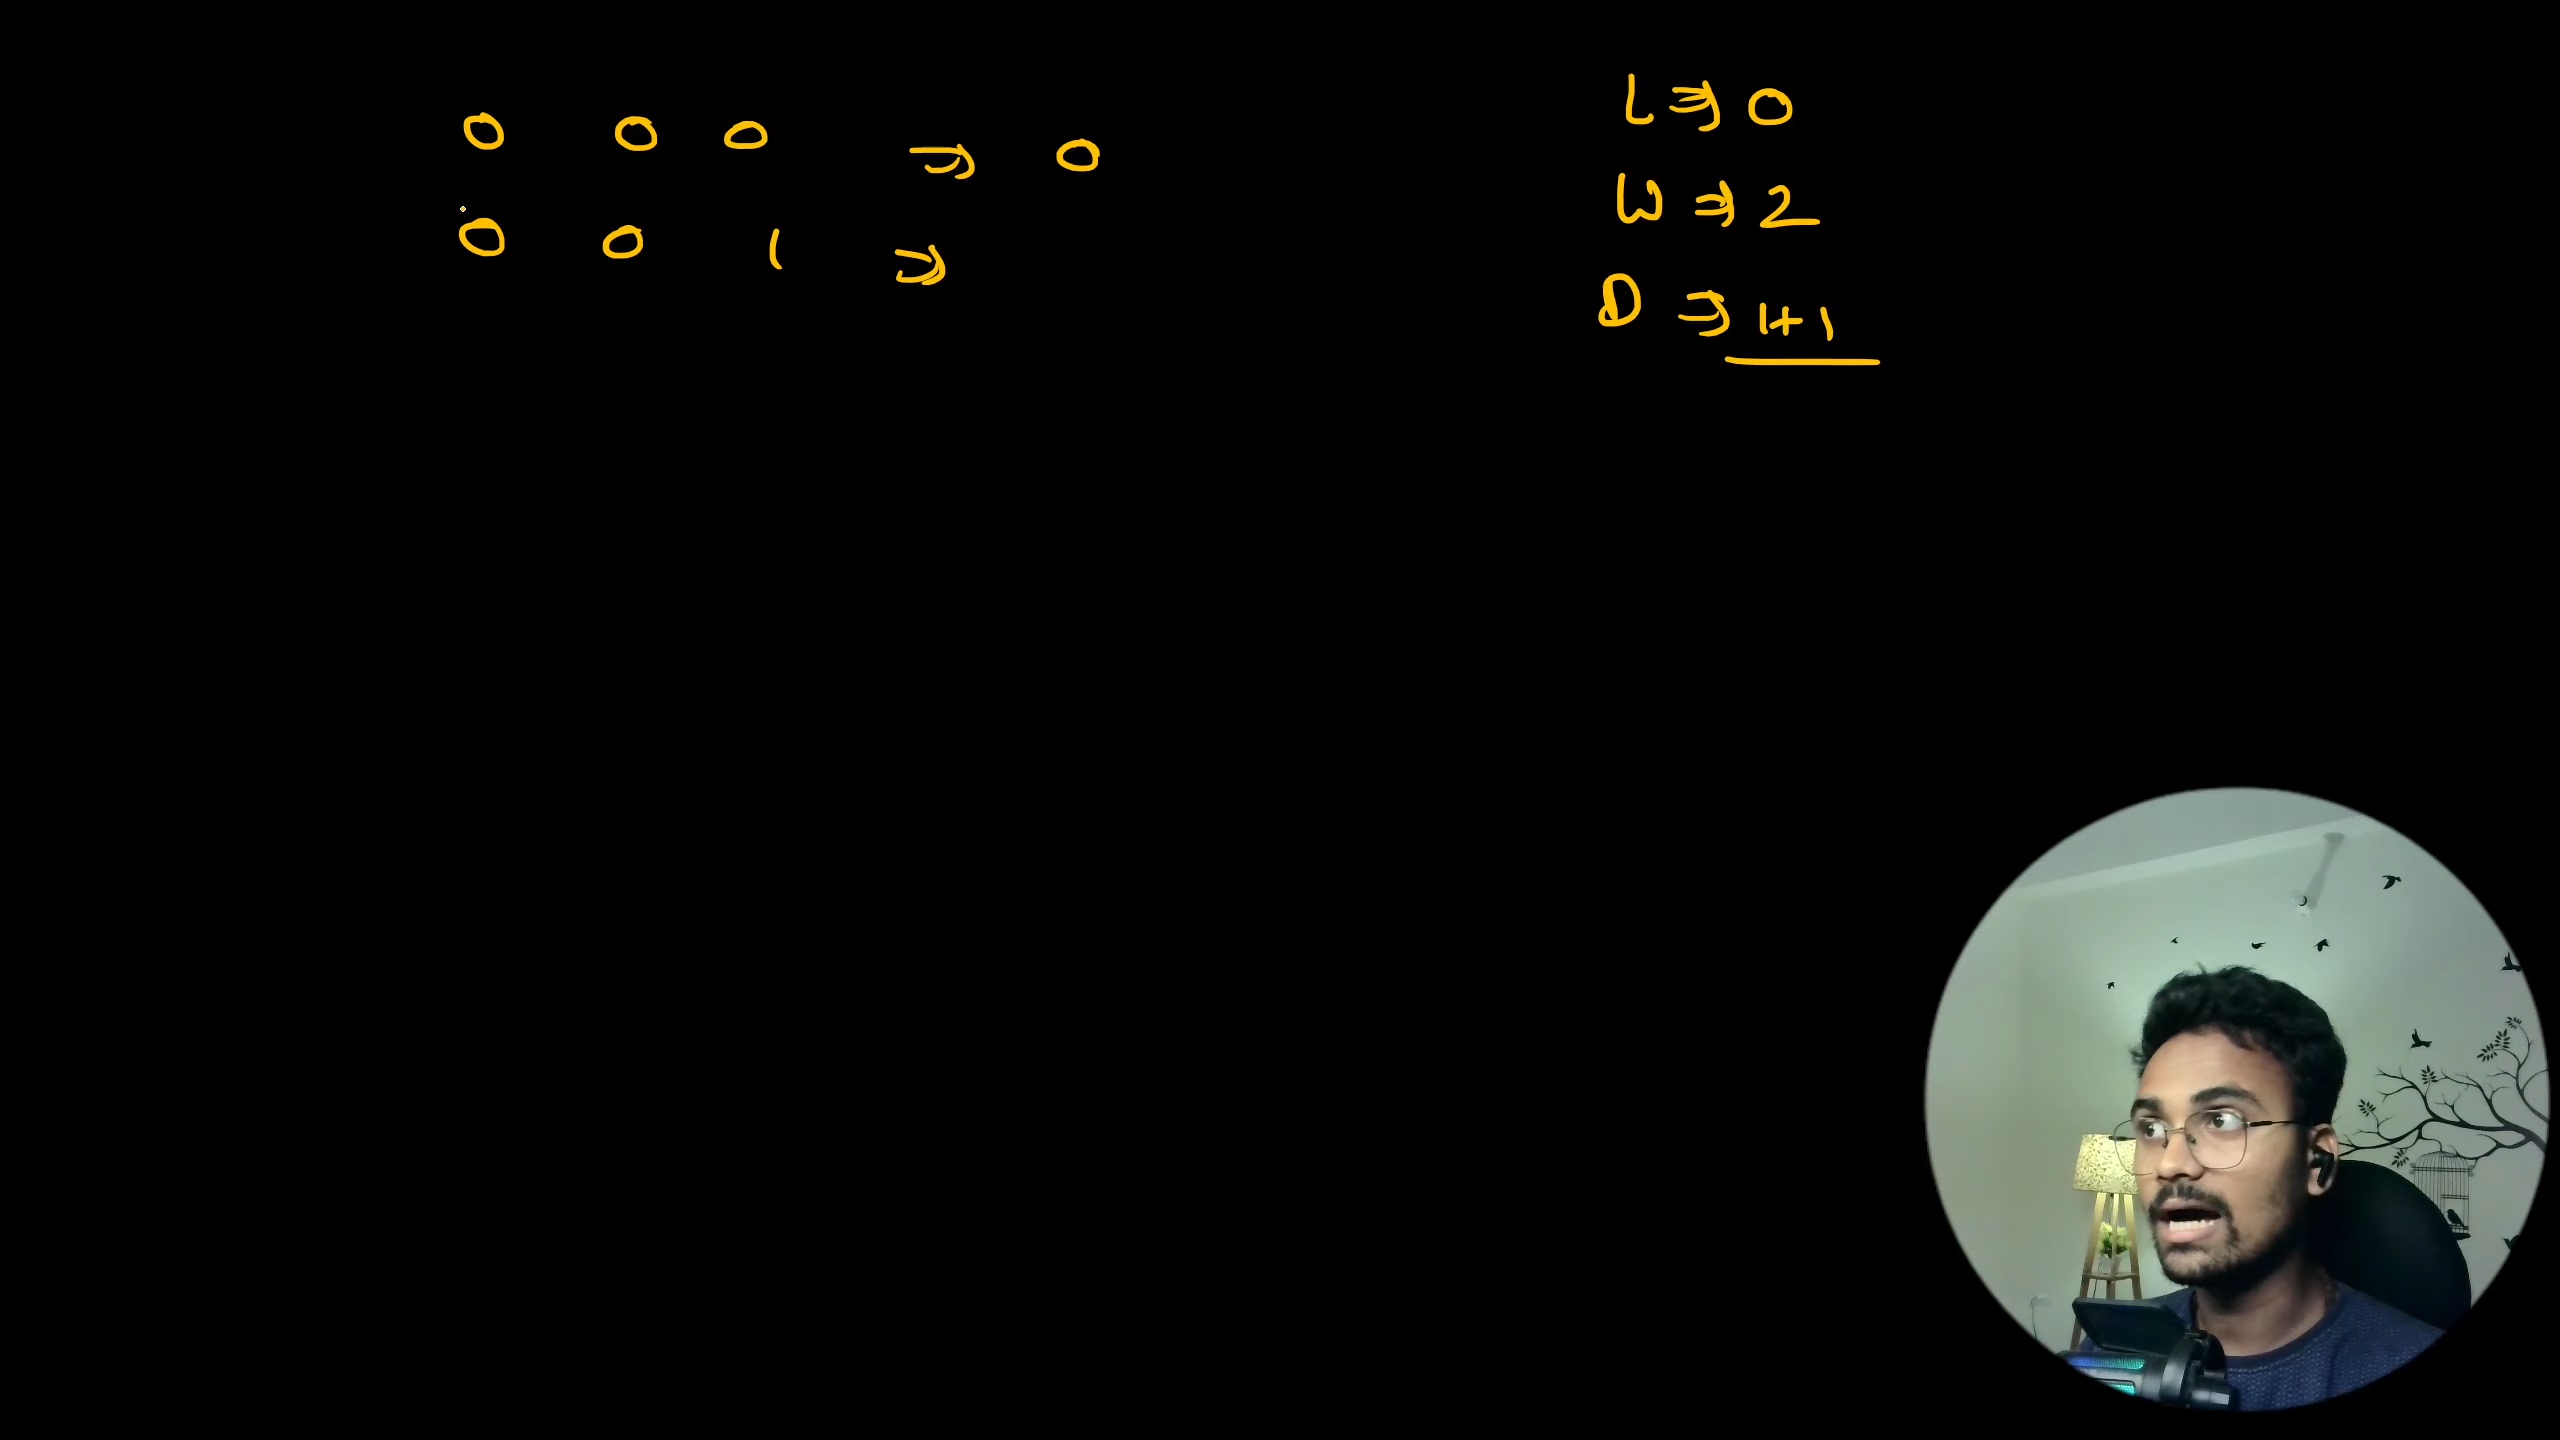 0 0 0 ⇒ 0
0 0 1 ⇒
L ⇒ 0
W ⇒ 2
D ⇒ 1+1